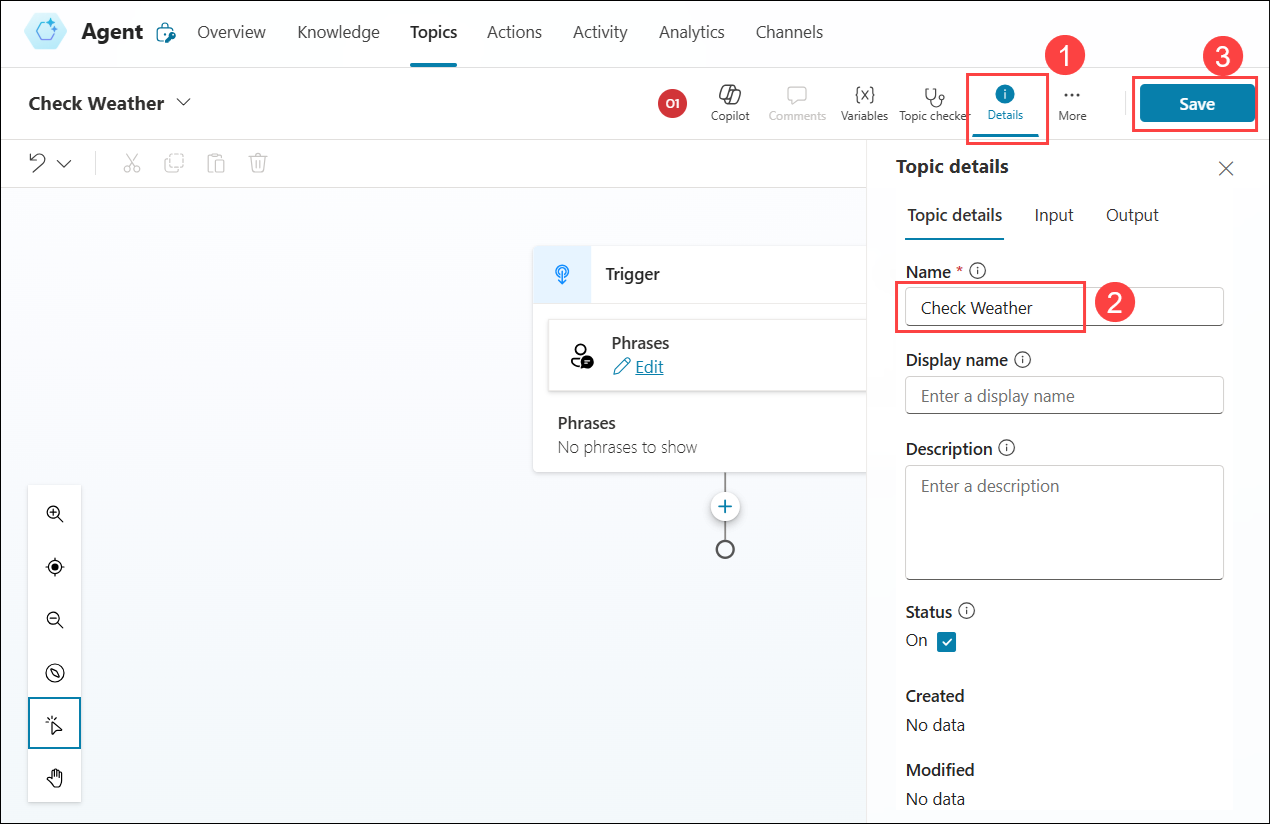 Agent
Overview
Knowledge
Topics
Actions
Activity
Analytics
Channels
1
3
Check Weather
01
Copilot
Comments
{x}
Variables
Topic checker
Details
More
Save
Topic details
Topic details
Input
Output
Trigger
Name *
Check Weather
2
Phrases
Edit
Display name
Enter a display name
Phrases
No phrases to show
Description
Enter a description
Status
On
Created
No data
Modified
No data